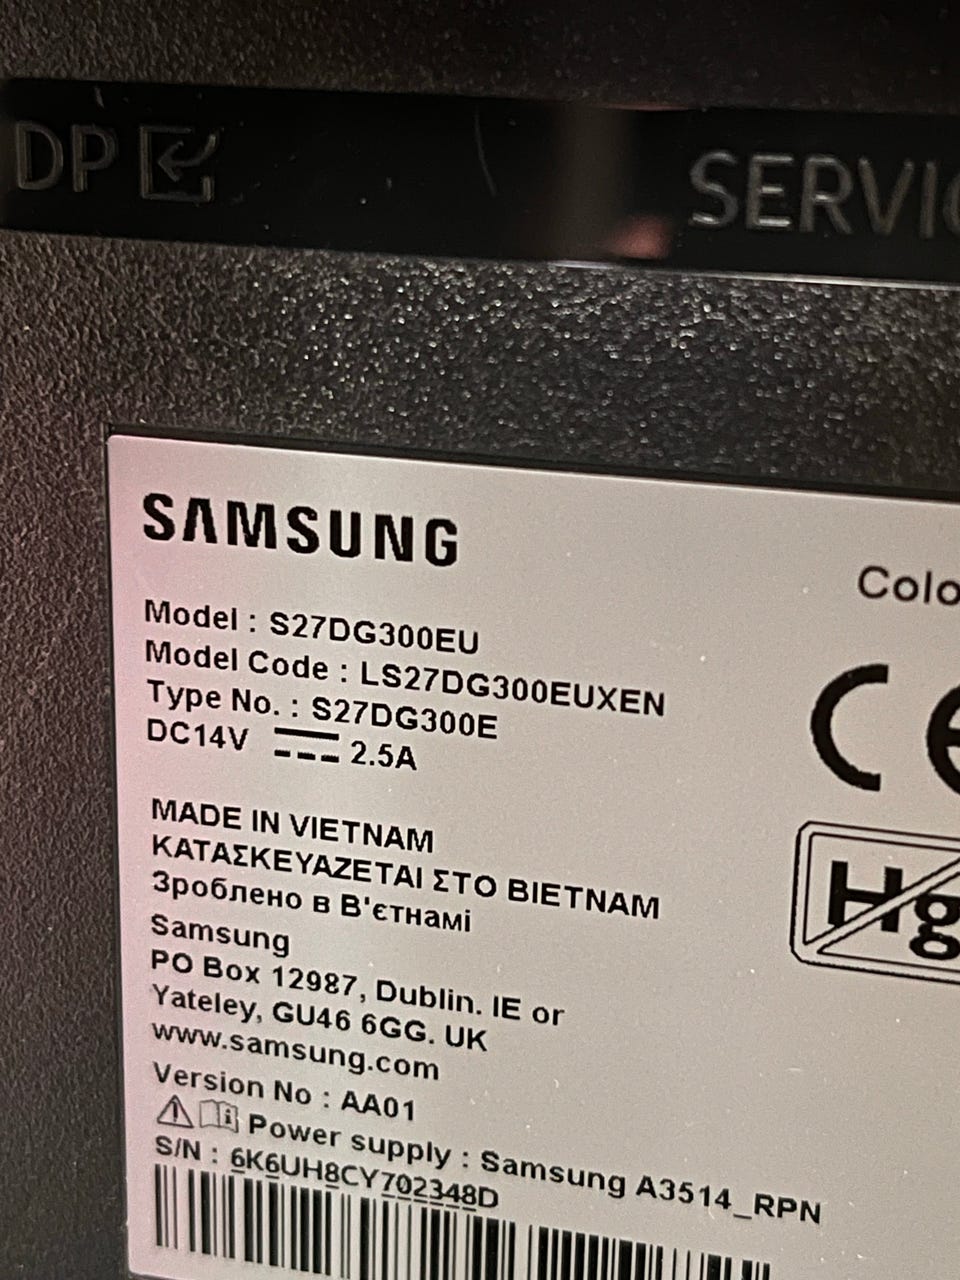 DP
SERVIC
SAMSUNG
Colo
Model : S27DG300EU
Model Code : LS27DG300EUXEN
Type No. : S27DG300E
DC14V 2.5A
CE
MADE IN VIETNAM
ΚΑΤΑΣΚΕΥΑΖΕΤΑΙ ΣΤΟ ΒΙΕΤΝΑΜ
Зроблено в В'єтнамі
Hg
Samsung
PO Box 12987, Dublin. IE or
Yateley, GU46 6GG. UK
www.samsung.com
Version No : AA01
Power supply : Samsung A3514_RPN
S/N : 6K6UH8CY702348D